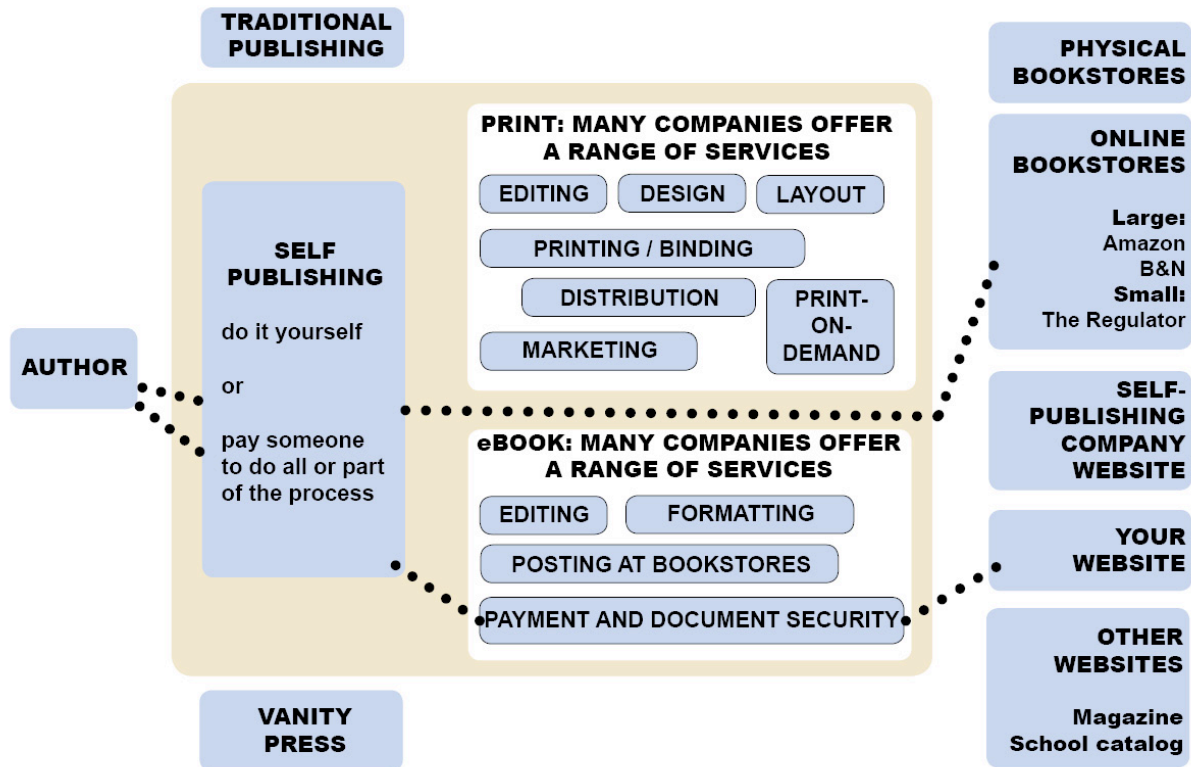 TRADITIONAL
PUBLISHING
AUTHOR
SELF
PUBLISHING
do it yourself
or
pay someone
to do all or part
of the process
VANITY
PRESS
PRINT: MANY COMPANIES OFFER
A RANGE OF SERVICES
EDITING
DESIGN
LAYOUT
PRINTING / BINDING
DISTRIBUTION
PRINT-
ON-
DEMAND
MARKETING
eBOOK: MANY COMPANIES OFFER
A RANGE OF SERVICES
EDITING
FORMATTING
POSTING AT BOOKSTORES
PAYMENT AND DOCUMENT SECURITY
PHYSICAL
BOOKSTORES
ONLINE
BOOKSTORES
Large:
Amazon
B&N
Small:
The Regulator
SELF-
PUBLISHING
COMPANY
WEBSITE
YOUR
WEBSITE
OTHER
WEBSITES
Magazine
School catalog